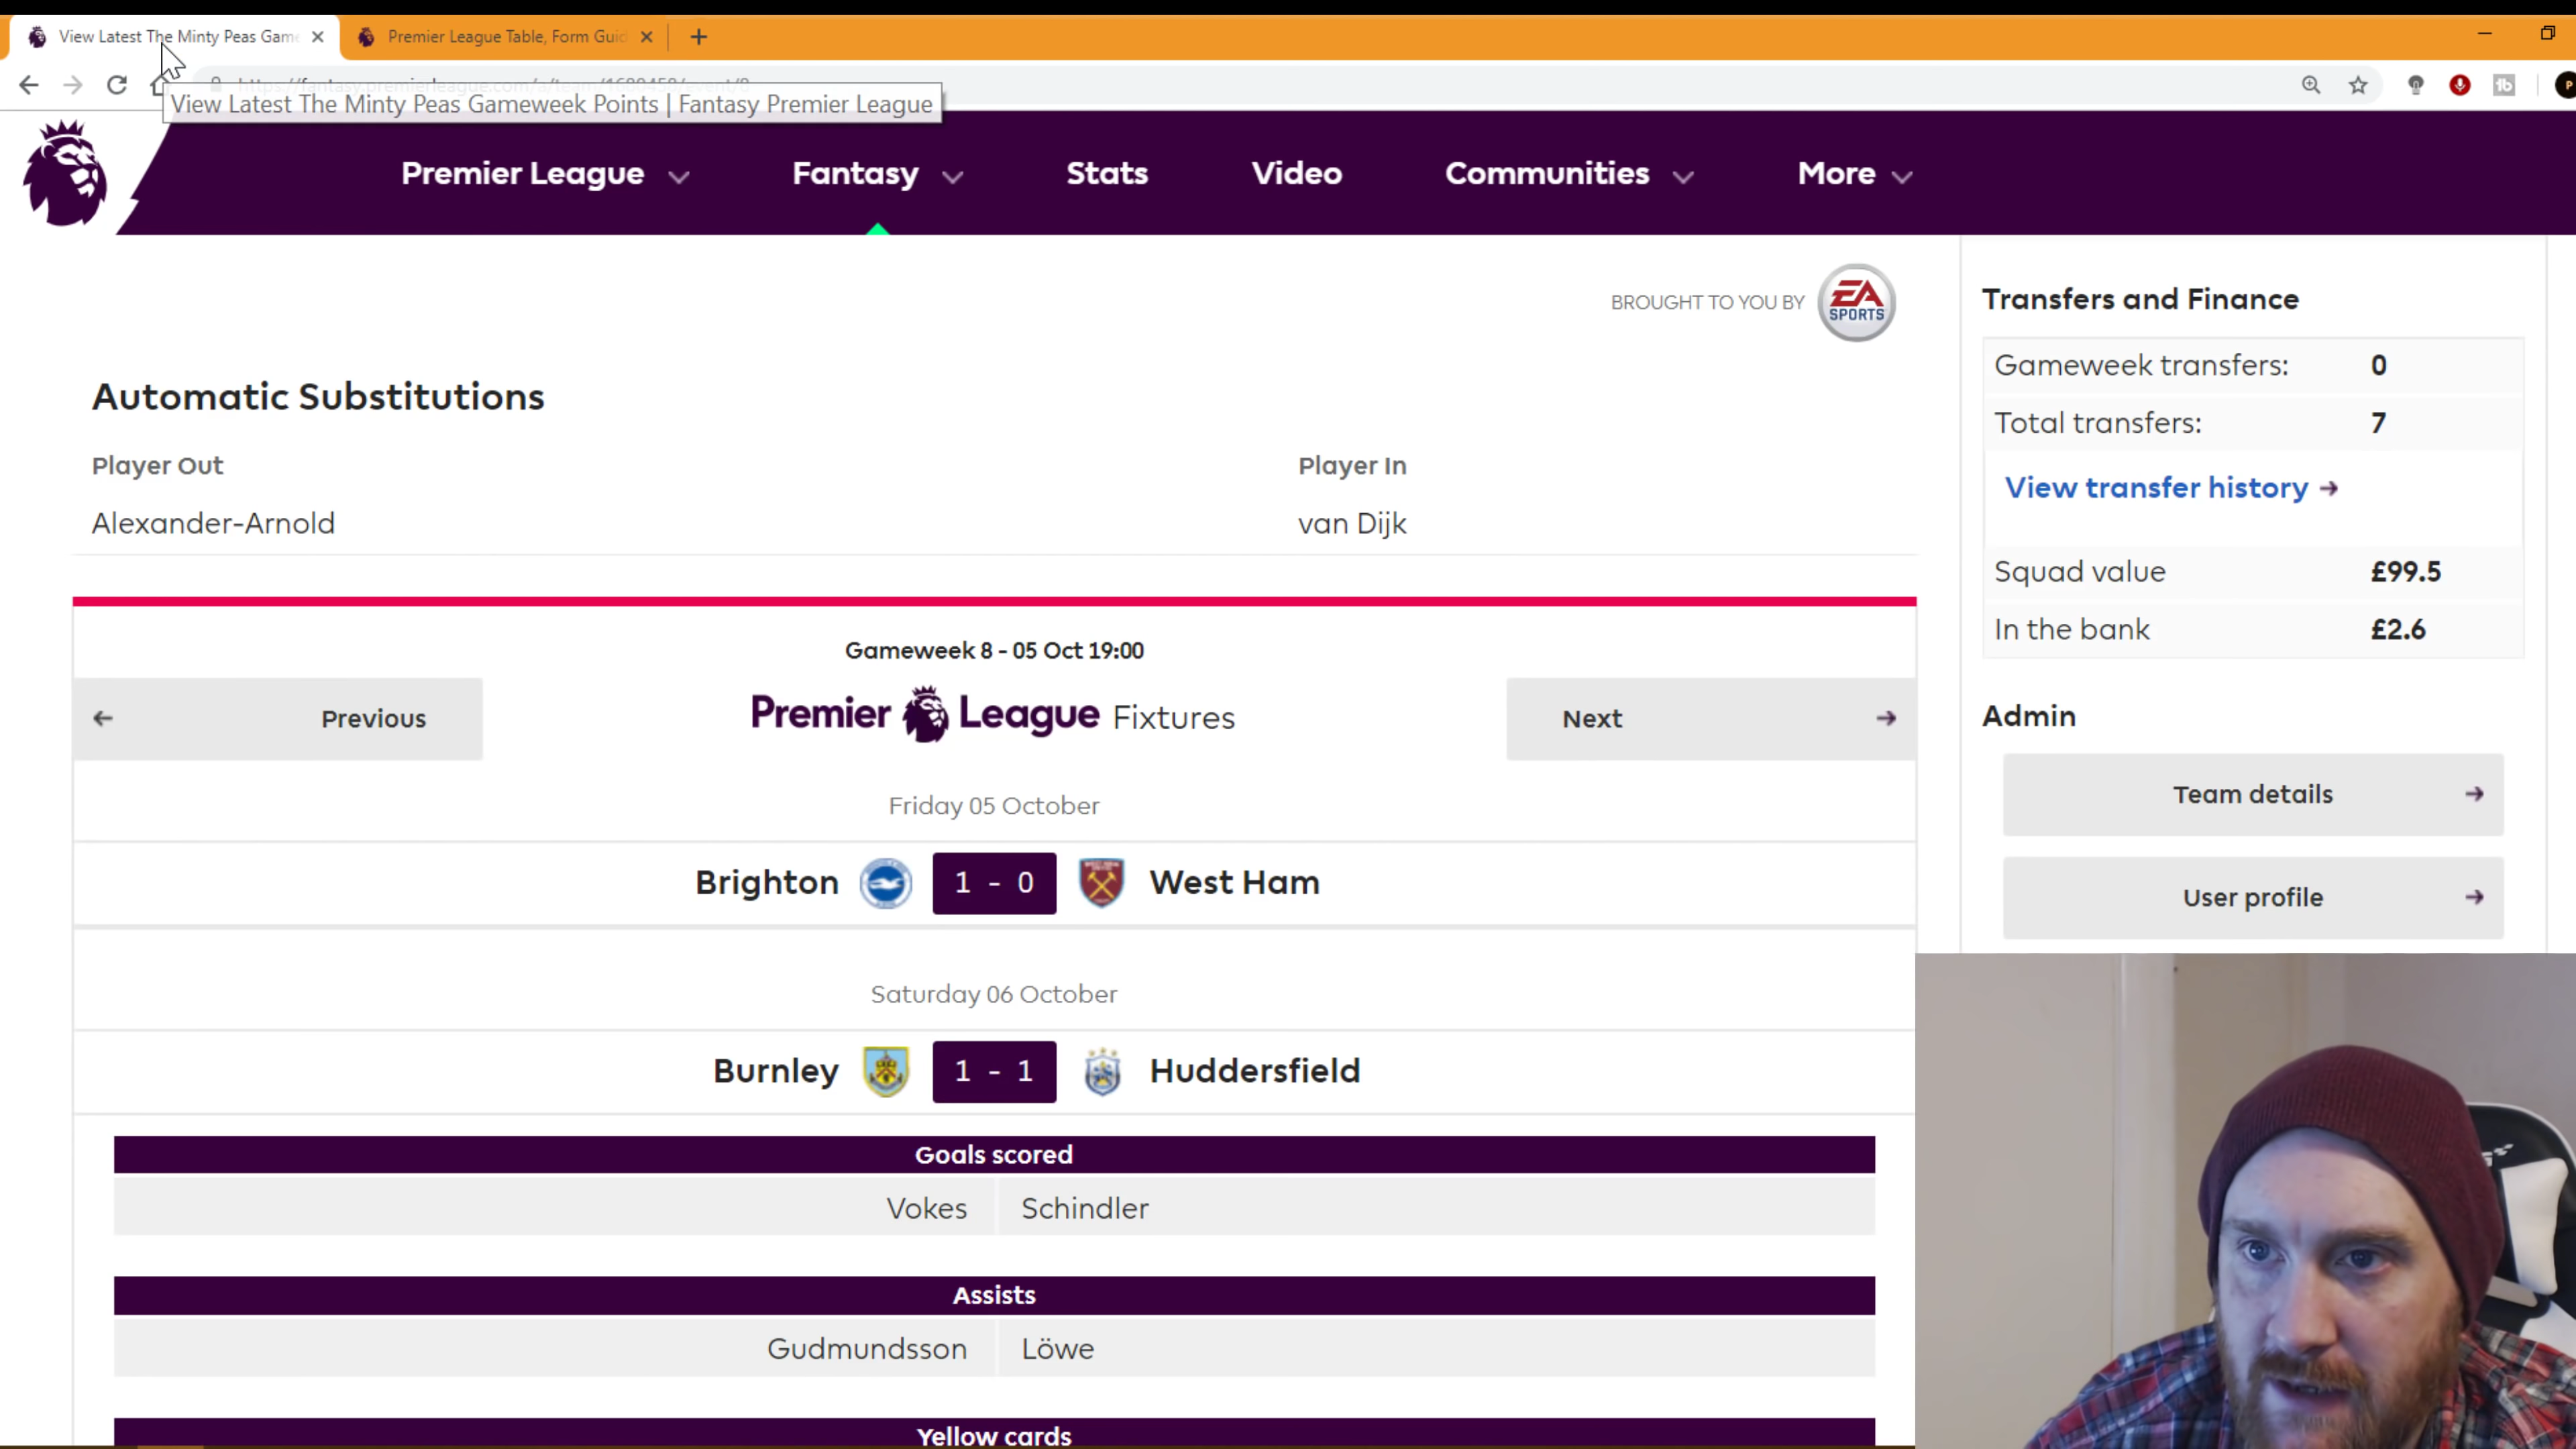 View Latest The Minty Peas Gam
Premier League Table, Form Gui
View Latest The Minty Peas Gameweek Points | Fantasy Premier League
Premier League
Fantasy
Stats
Video
Communities
More
BROUGHT TO YOU BY
EA
SPORTS
Automatic Substitutions
Player Out
Player In
Alexander-Arnold
van Dijk
Gameweek 8 - 05 Oct 19:00
Previous
Premier League Fixtures
Next
Friday 05 October
Brighton 1 - 0 West Ham
Saturday 06 October
Burnley 1 - 1 Huddersfield
Goals scored
Vokes Schindler
Assists
Gudmundsson Löwe
Yellow cards
Transfers and Finance
Gameweek transfers: 0
Total transfers: 7
View transfer history
Squad value £99.5
In the bank £2.6
Admin
Team details
User profile